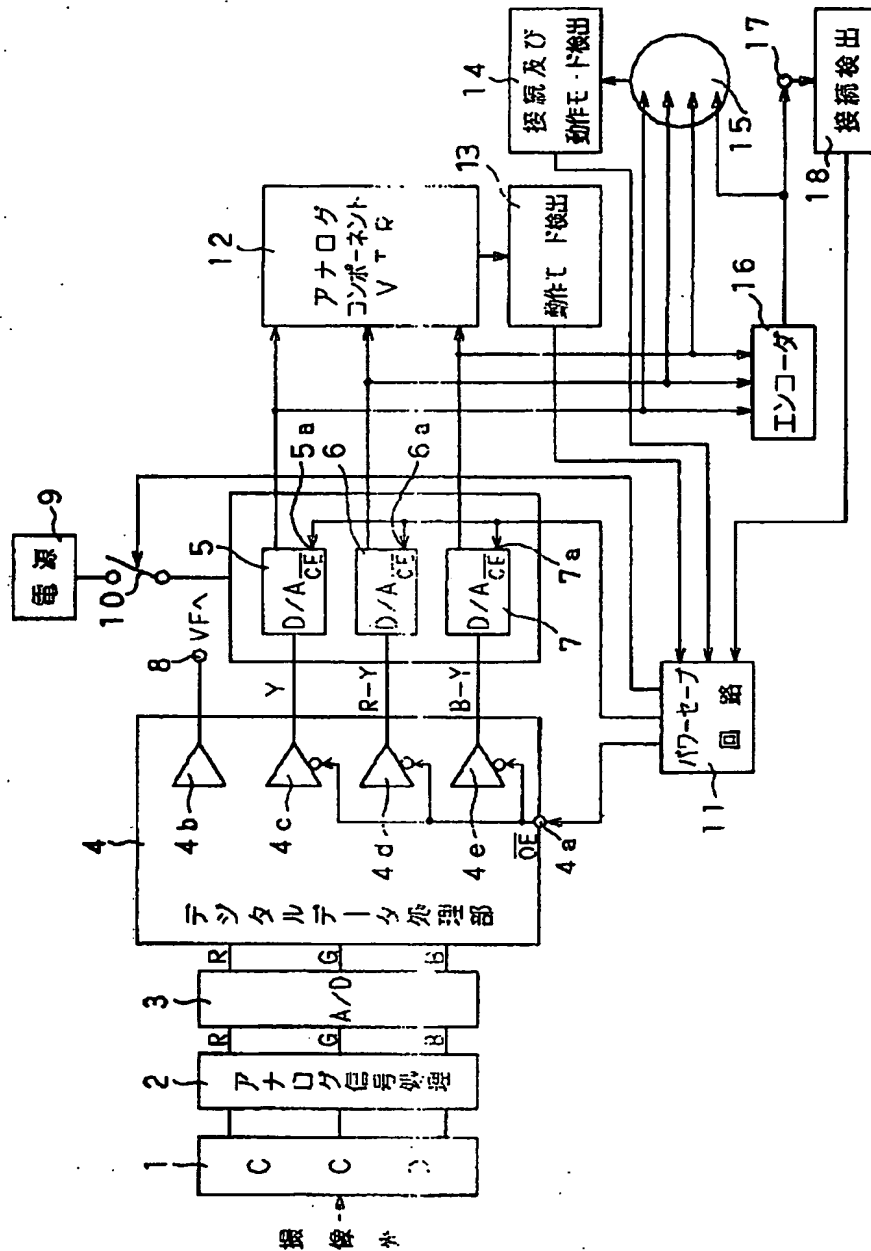 撮像光
1
C C D
2
アナログ信号処理
R
G
B
3
A/D
R
G
B
4
デジタルデータ処理部
4b
4c
4d
4e
OE
4a
8
VFへ
Y
R-Y
B-Y
電源
9
10
5
D/A
CE
5a
6
D/A
CE
6a
D/A
CE
7a
7
パワーセーブ
回路
11
12
アナログ
コンポーネント
VTR
13
動作モード検出
14
接続及び
動作モード検出
15
エンコーダ
16
17
接続検出
18